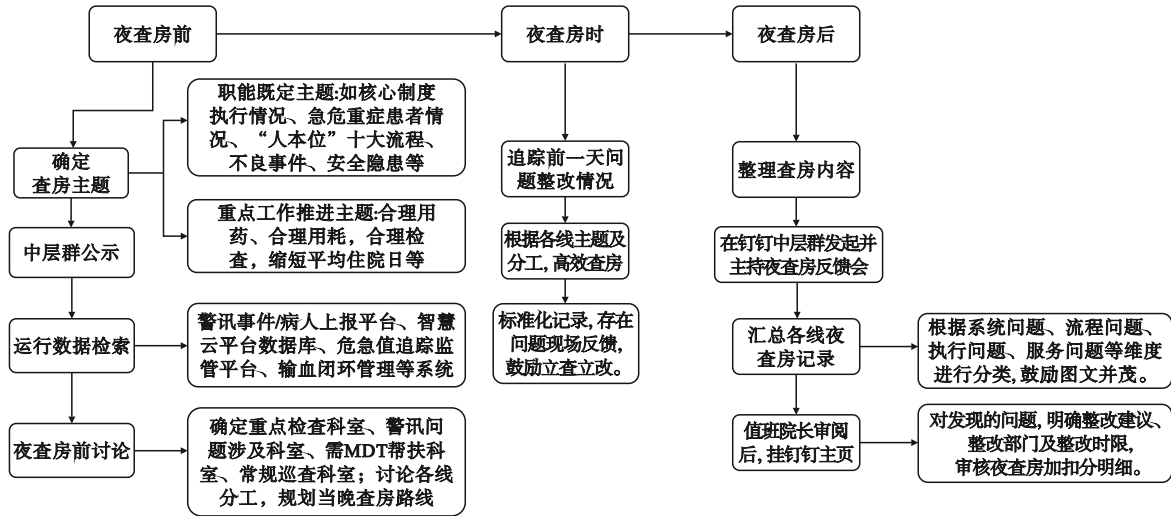 夜查房前
夜查房时
夜查房后
确定
查房主题
职能既定主题:如核心制度
执行情况、急危重症患者情
况、“人本位”十大流程、
不良事件、安全隐患等
重点工作推进主题:合理用
药、合理用耗，合理检
查，缩短平均住院日等
中层群公示
运行数据检索
警讯事件/病人上报平台、智慧
云平台数据库、危急值追踪监
管平台、输血闭环管理等系统
夜查房前讨论
确定重点检查科室、警讯问
题涉及科室、需MDT帮扶科
室、常规巡查科室；讨论各线
分工，规划当晚查房路线
追踪前一天问
题整改情况
根据各线主题及
分工,高效查房
标准化记录,存在
问题现场反馈,
鼓励立查立改。
整理查房内容
在钉钉中层群发起并
主持夜查房反馈会
汇总各线夜
查房记录
根据系统问题、流程问题、
执行问题、服务问题等维度
进行分类,鼓励图文并茂。
值班院长审阅
后，挂钉钉主页
对发现的问题,明确整改建议、
整改部门及整改时限,
审核夜查房加扣分明细。